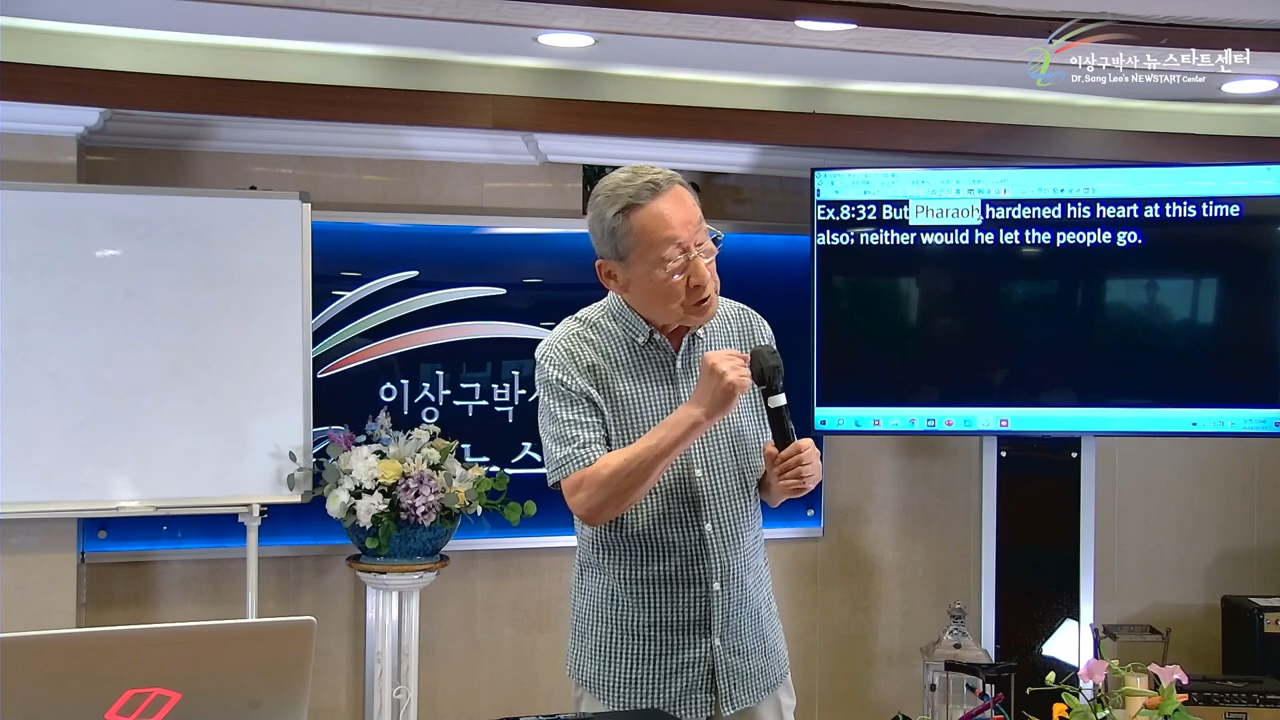 이상구박사 뉴스타트센터
Dr. Sang Lee's NEWSTART Center
Ex.8:32 But Pharaoh hardened his heart at this time
also; neither would he let the people go.
이상구박사
뉴스